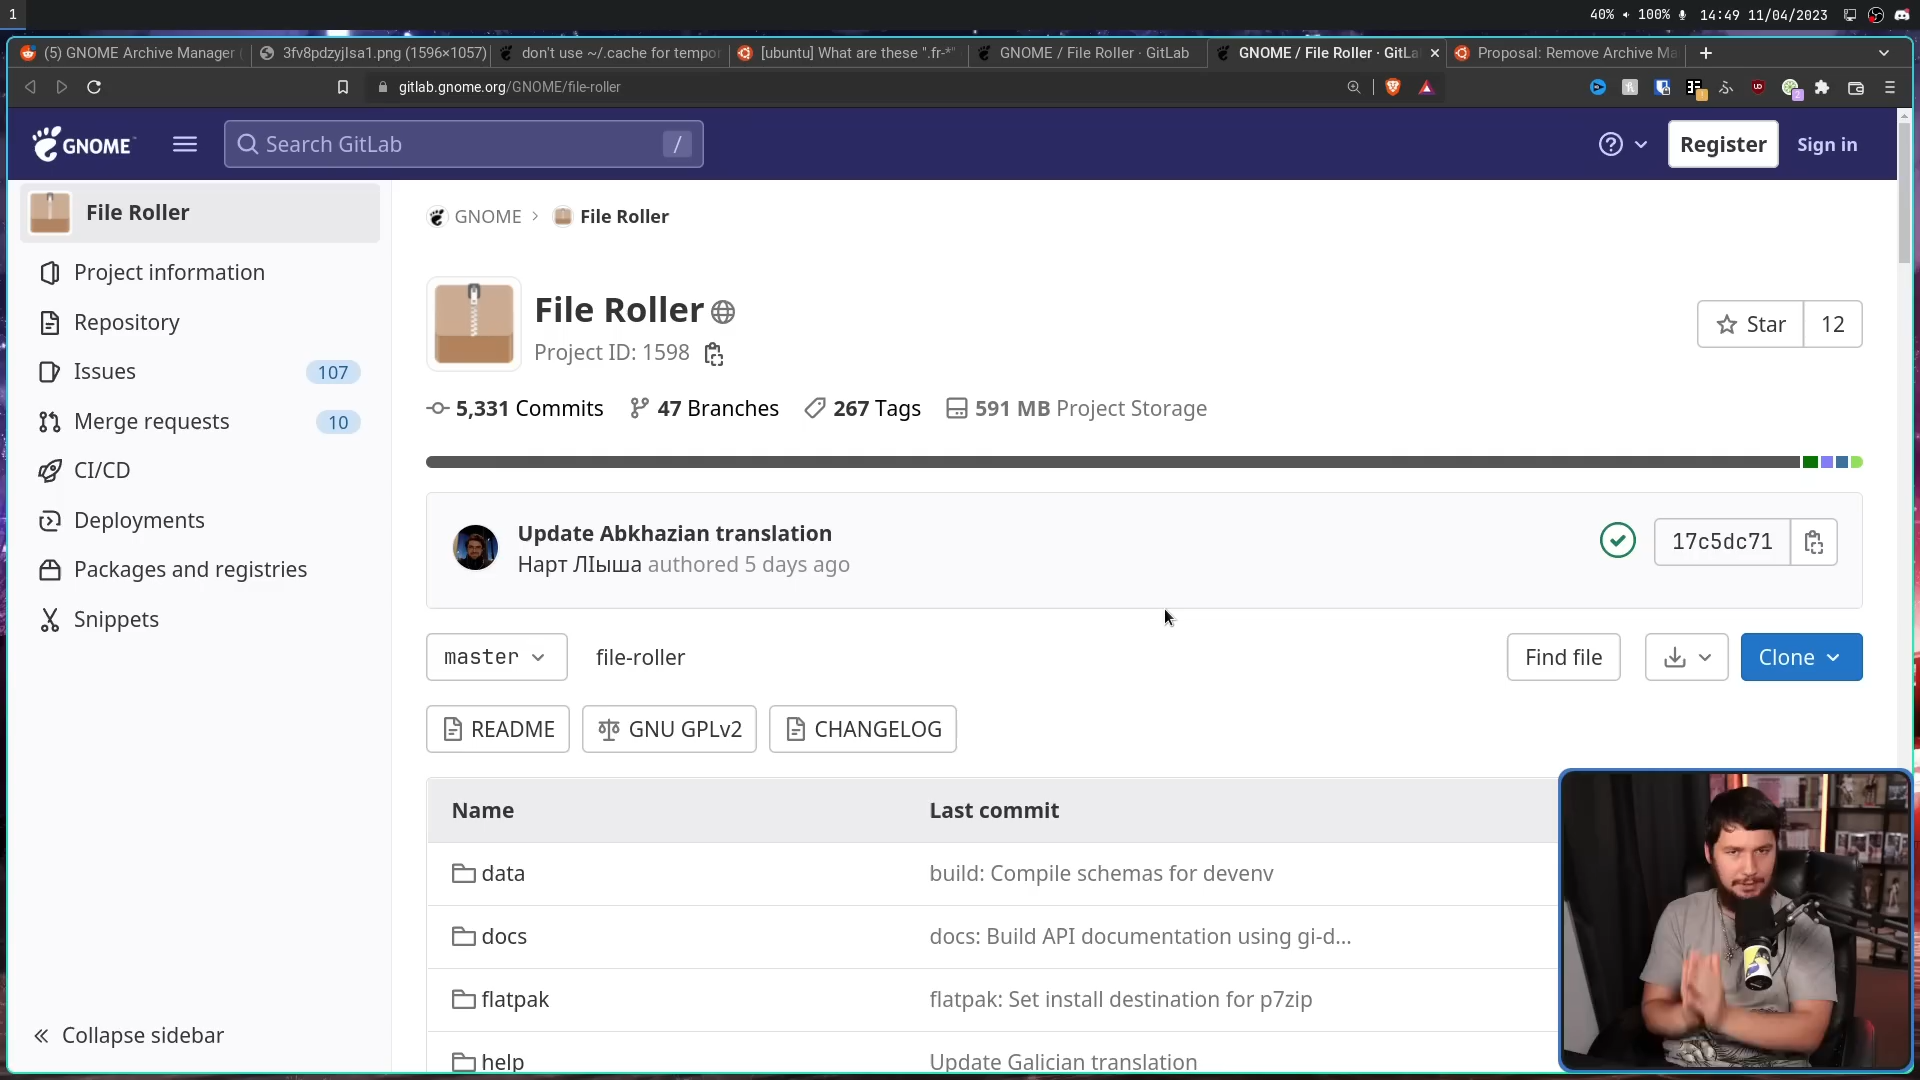 1
40% 100% 14:49 11/04/2023
(5) GNOME Archive Manager
3fv8pdzyjlsa1.png (1596×1057)
don't use ~/.cache for tempo
[ubuntu] What are these ".fr-*"
GNOME / File Roller · GitLab
GNOME / File Roller · GitLa
Proposal: Remove Archive Ma
gitlab.gnome.org/GNOME/file-roller
GNOME
Search GitLab
/
Register
Sign in
File Roller
Project information
Repository
Issues 107
Merge requests 10
CI/CD
Deployments
Packages and registries
Snippets
Collapse sidebar
GNOME > File Roller
File Roller
Project ID: 1598
Star 12
5,331 Commits 47 Branches 267 Tags 591 MB Project Storage
Update Abkhazian translation
Нарт Лӏыша authored 5 days ago
17c5dc71
master
file-roller
Find file
Clone
README
GNU GPLv2
CHANGELOG
Name Last commit
data build: Compile schemas for devenv
docs docs: Build API documentation using gi-d...
flatpak flatpak: Set install destination for p7zip
help Update Galician translation